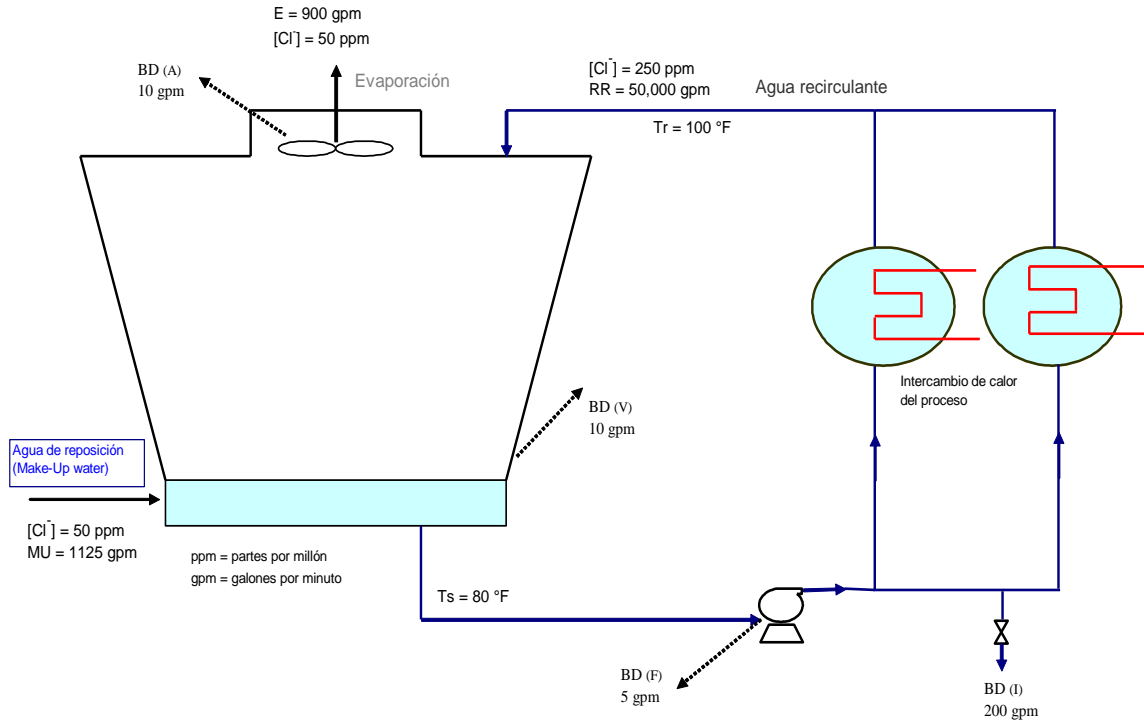 E = 900 gpm
[Cl⁻] = 50 ppm
Evaporación
BD (A)
10 gpm
[Cl⁻] = 250 ppm
RR = 50,000 gpm
Agua recirculante
Tr = 100 °F
Intercambio de calor
del proceso
BD (V)
10 gpm
Agua de reposición
(Make-Up water)
[Cl⁻] = 50 ppm
MU = 1125 gpm
ppm = partes por millón
gpm = galones por minuto
Ts = 80 °F
BD (F)
5 gpm
BD (I)
200 gpm